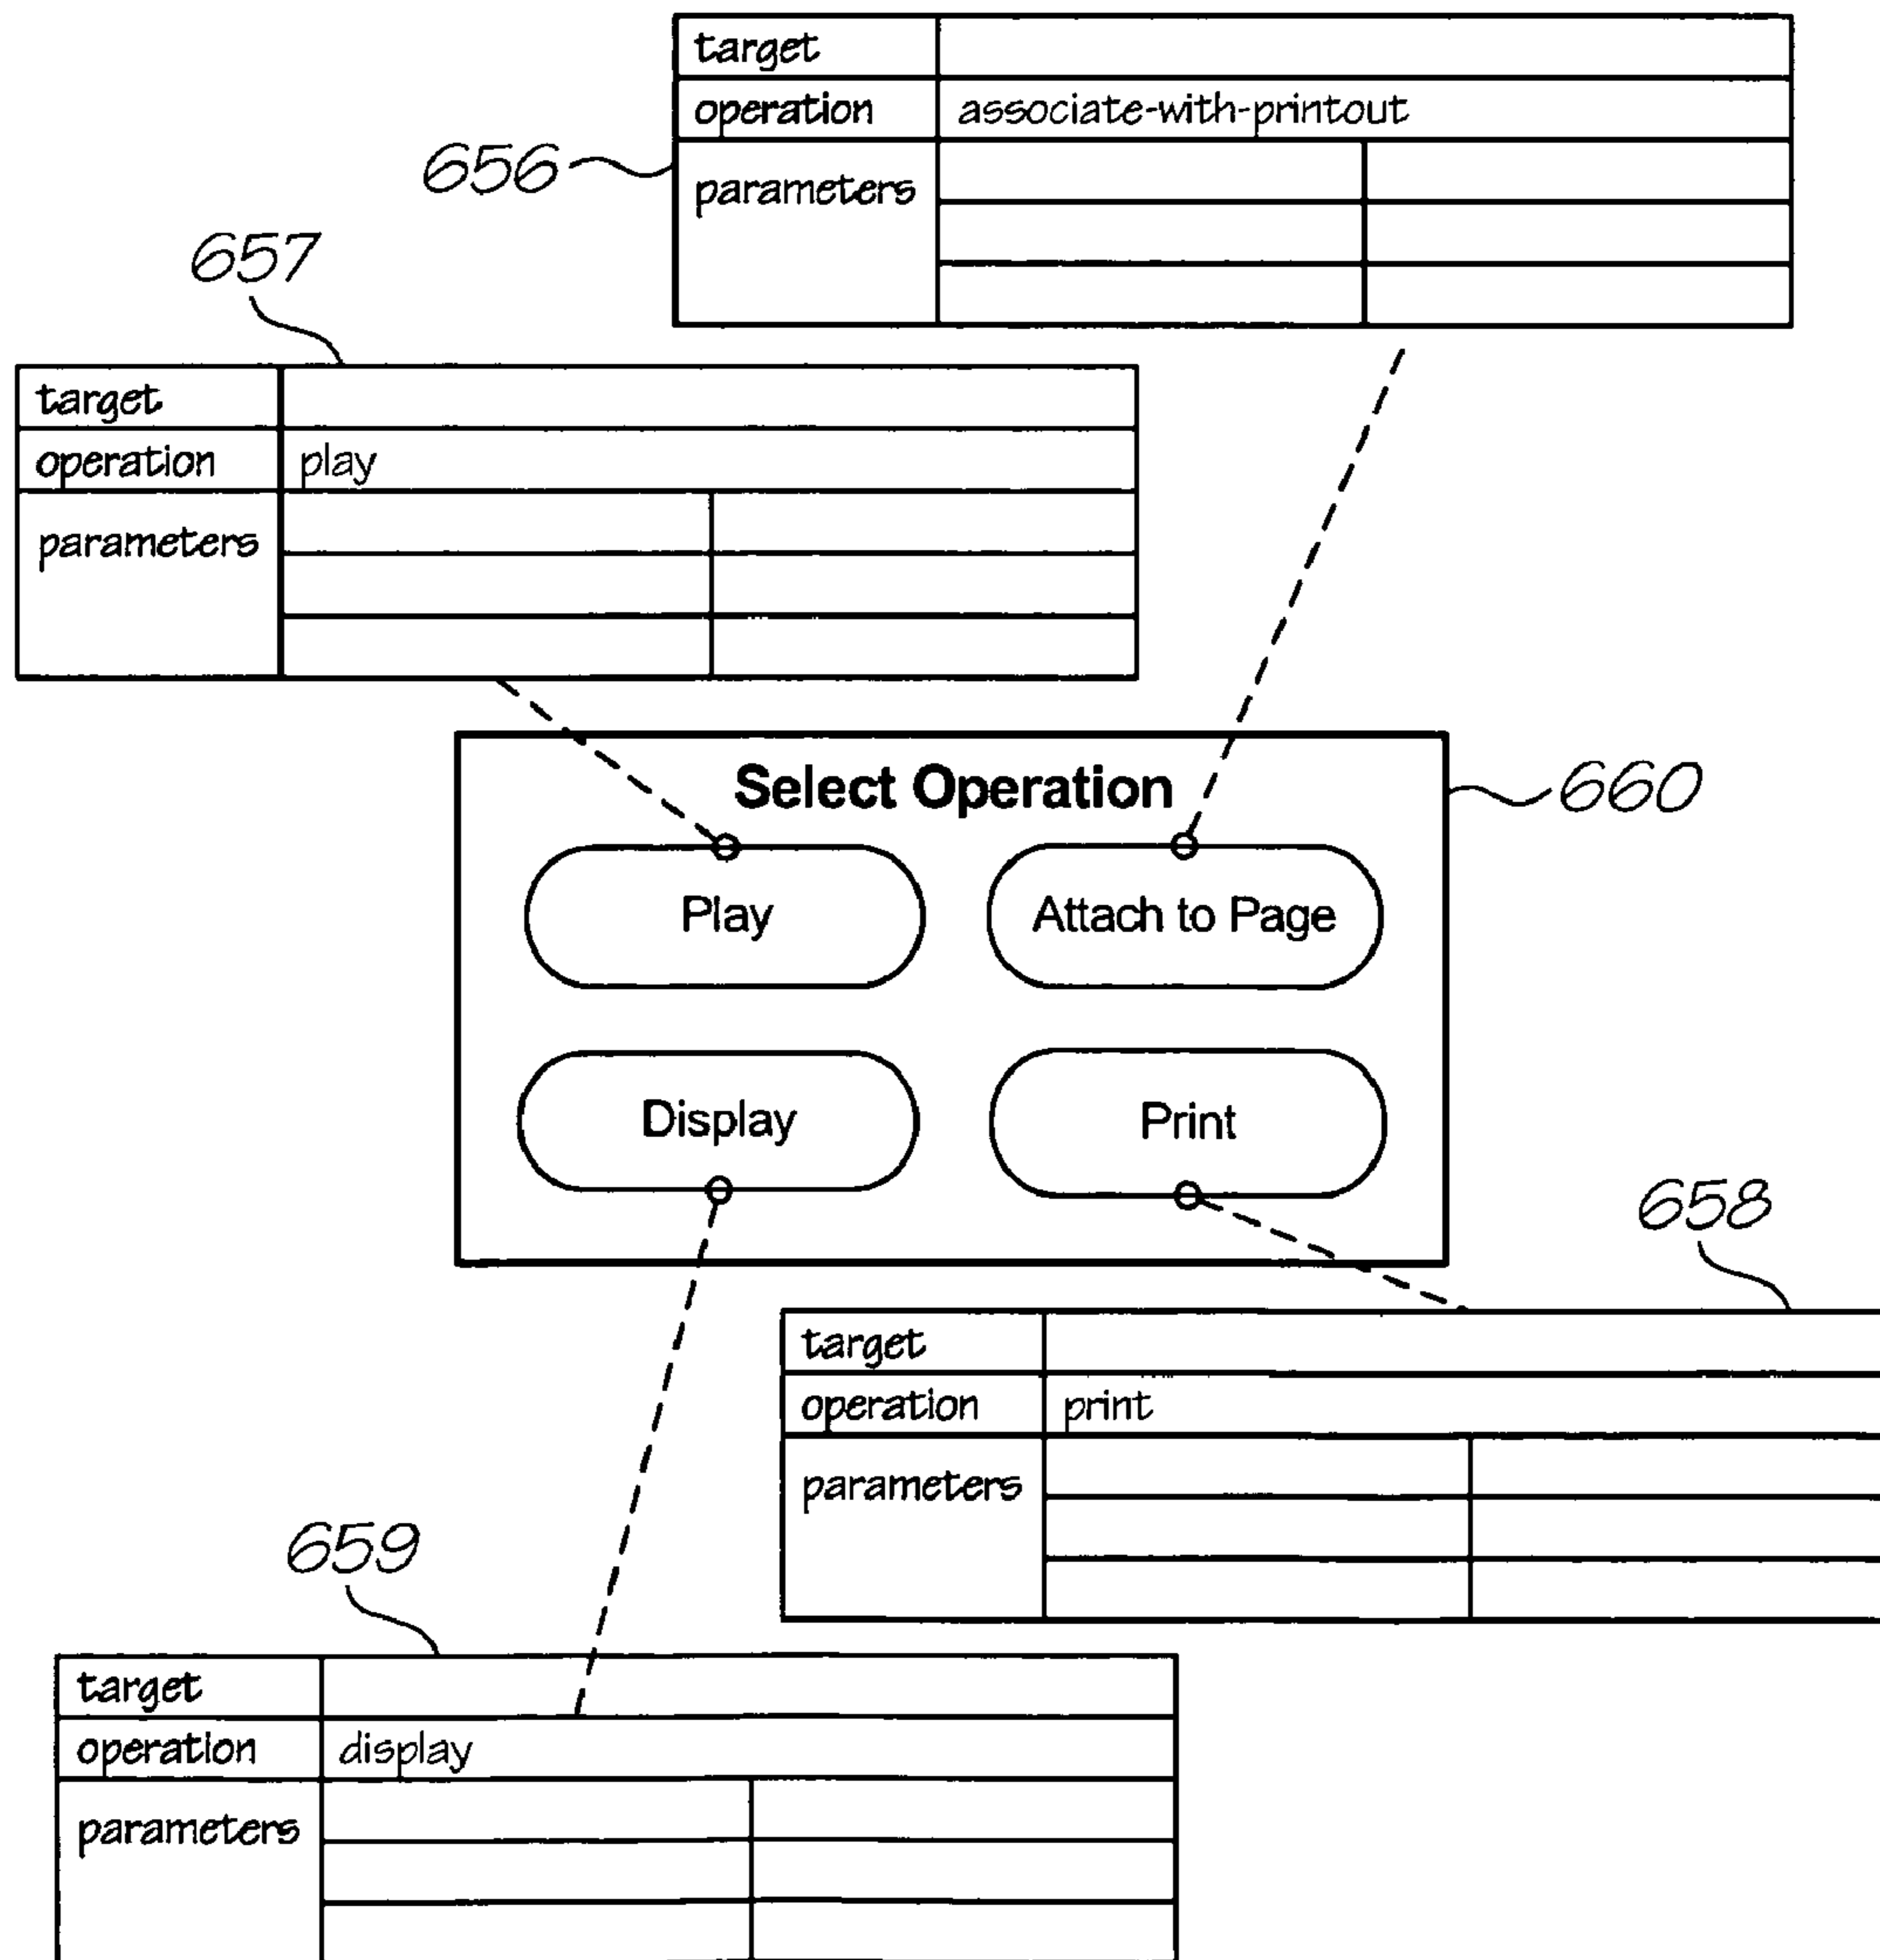 target
operation associate-with-printout
656
parameters
657
target
operation play
parameters
Select Operation
660
Play Attach to Page
Display Print
658
target
operation print
parameters
659
target
operation display
parameters